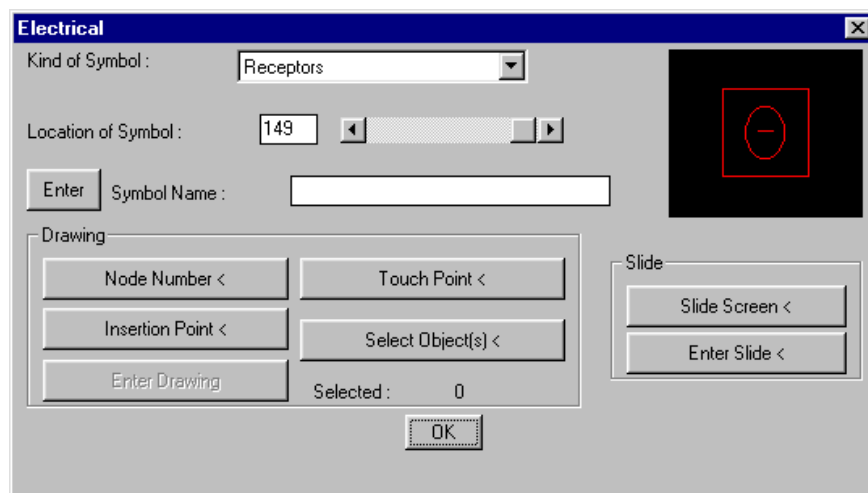 Electrical
Kind of Symbol :
Receptors
Location of Symbol :
149
Enter
Symbol Name :
Drawing
Node Number <
Touch Point <
Insertion Point <
Select Object(s) <
Enter Drawing
Selected :
0
Slide
Slide Screen <
Enter Slide <
OK